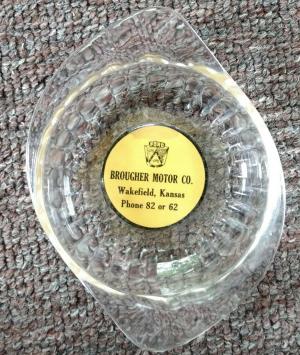 FORD
BROUGHER MOTOR CO.
Wakefield, Kansas
Phone 82 or 62